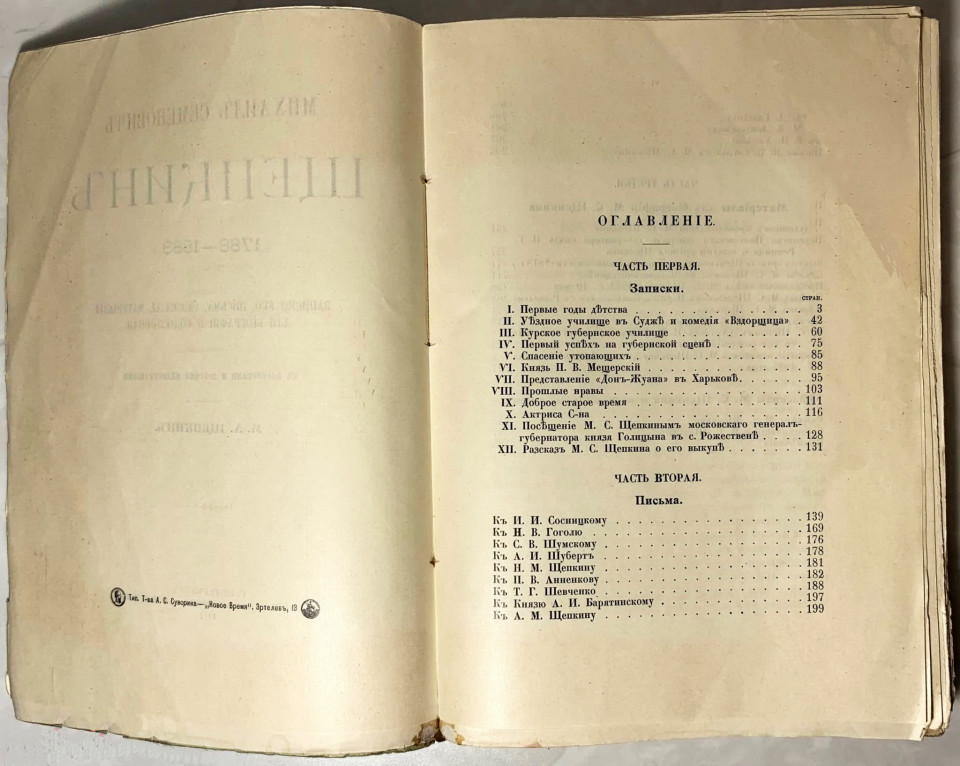 Тип. Т-ва А. С. Суворина—„Новое Время“, Эртелевъ, 13
ОГЛАВЛЕНІЕ.
ЧАСТЬ ПЕРВАЯ.
Записки.
СТРАН.
I. Первые годы дѣтства . . . . . . . . . . . . 3
II. Уѣздное училище въ Суджѣ и комедія «Вздорщица» . 42
III. Курское губернское училище . . . . . . . . . 60
IV. Первый успѣхъ на губернской сценѣ . . . . . . 75
V. Спасеніе утопающихъ . . . . . . . . . . . . 85
VI. Князь П. В. Мещерскій . . . . . . . . . . . 88
VII. Представленіе «Донъ-Жуана» въ Харьковѣ. . . . . 95
VIII. Прошлые нравы . . . . . . . . . . . . . 103
IX. Доброе старое время . . . . . . . . . . . 111
X. Актриса С-на . . . . . . . . . . . . . 116
XI. Посѣщеніе М. С. Щепкинымъ московскаго генералъ-
губернатора князя Голицына въ с. Рожественѣ . . . . 128
XII. Разсказъ М. С. Щепкина о его выкупѣ . . . . . . . 131
ЧАСТЬ ВТОРАЯ.
Письма.
Къ И. И. Сосницкому . . . . . . . . . . . . 139
Къ Н. В. Гоголю . . . . . . . . . . . . . 169
Къ С. В. Шумскому . . . . . . . . . . . . 176
Къ А. И. Шубертъ . . . . . . . . . . . . 178
Къ Н. М. Щепкину . . . . . . . . . . . . 181
Къ П. В. Анненкову . . . . . . . . . . . . 182
Къ Т. Г. Шевченко . . . . . . . . . . . . 188
Къ Князю А. И. Барятинскому . . . . . . . . . 197
Къ А. М. Щепкину . . . . . . . . . . . . 199